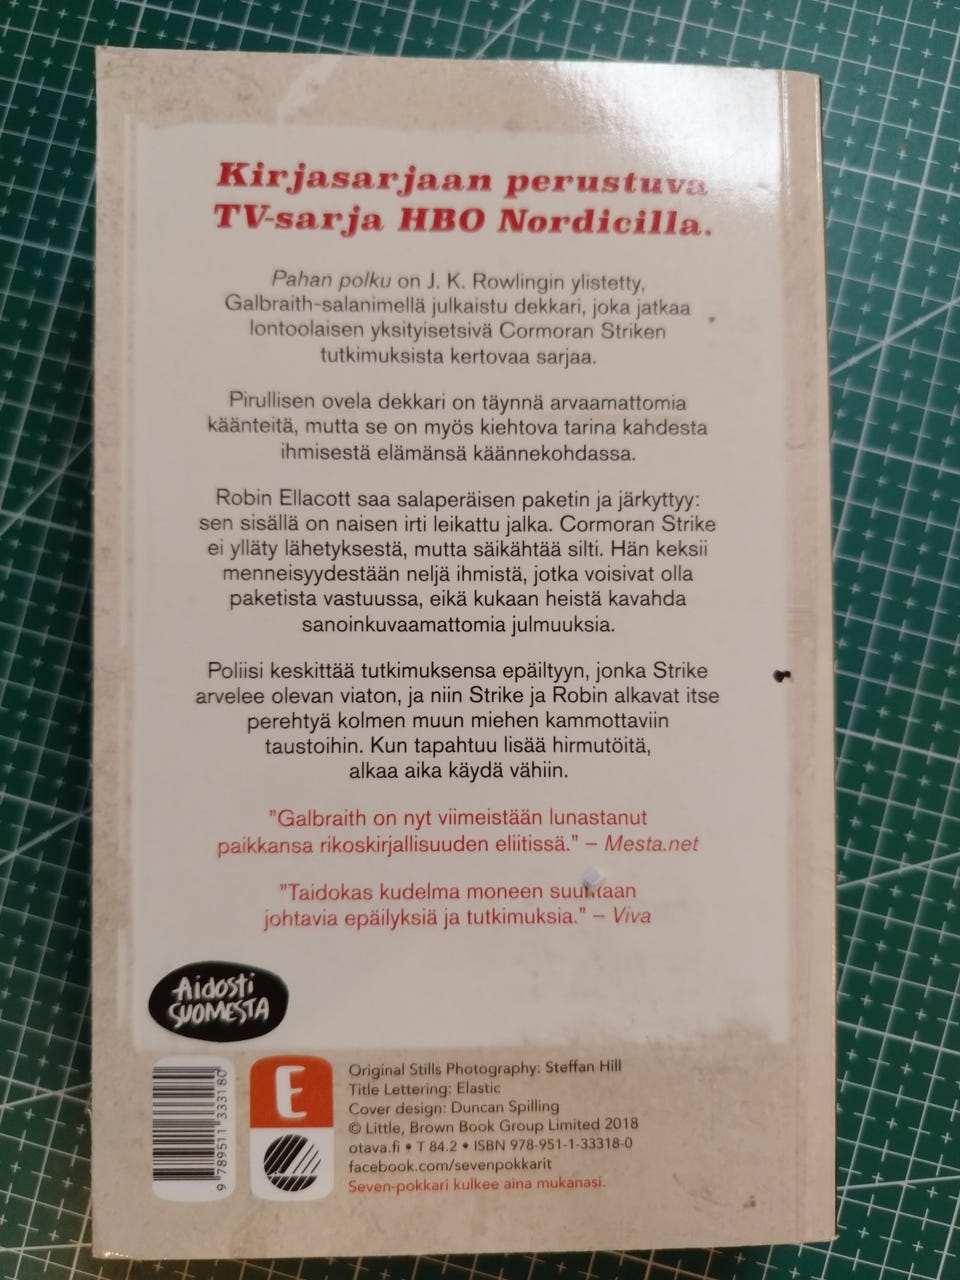 Kirjasarjaan perustuva
TV-sarja HBO Nordicilla.
Pahan polku on J. K. Rowlingin ylistetty,
Galbraith-salanimellä julkaistu dekkari, joka jatkaa
lontoolaisen yksityisetsivä Cormoran Striken
tutkimuksista kertovaa sarjaa.
Pirullisen ovela dekkari on täynnä arvaamattomia
käänteitä, mutta se on myös kiehtova tarina kahdesta
ihmisestä elämänsä käännekohdassa.
Robin Ellacott saa salaperäisen paketin ja järkyttyy:
sen sisällä on naisen irti leikattu jalka. Cormoran Strike
ei ylläty lähetyksestä, mutta säikähtää silti. Hän keksii
menneisyydestään neljä ihmistä, jotka voisivat olla
paketista vastuussa, eikä kukaan heistä kavahda
sanoinkuvaamattomia julmuuksia.
Poliisi keskittää tutkimuksensa epäiltyyn, jonka Strike
arvelee olevan viaton, ja niin Strike ja Robin alkavat itse
perehtyä kolmen muun miehen kammottaviin
taustoihin. Kun tapahtuu lisää hirmutöitä,
alkaa aika käydä vähiin.
"Galbraith on nyt viimeistään lunastanut
paikkansa rikoskirjallisuuden eliitissä." – Mesta.net
"Taidokas kudelma moneen suuntaan
johtavia epäilyksiä ja tutkimuksia." – Viva
Aidosti
SUOMESTA
9 789511 333180
E
Original Stills Photography: Steffan Hill
Title Lettering: Elastic
Cover design: Duncan Spilling
© Little, Brown Book Group Limited 2018
otava.fi • T 84.2 • ISBN 978-951-1-33318-0
facebook.com/sevenpokkarit
Seven-pokkari kulkee aina mukanasi.